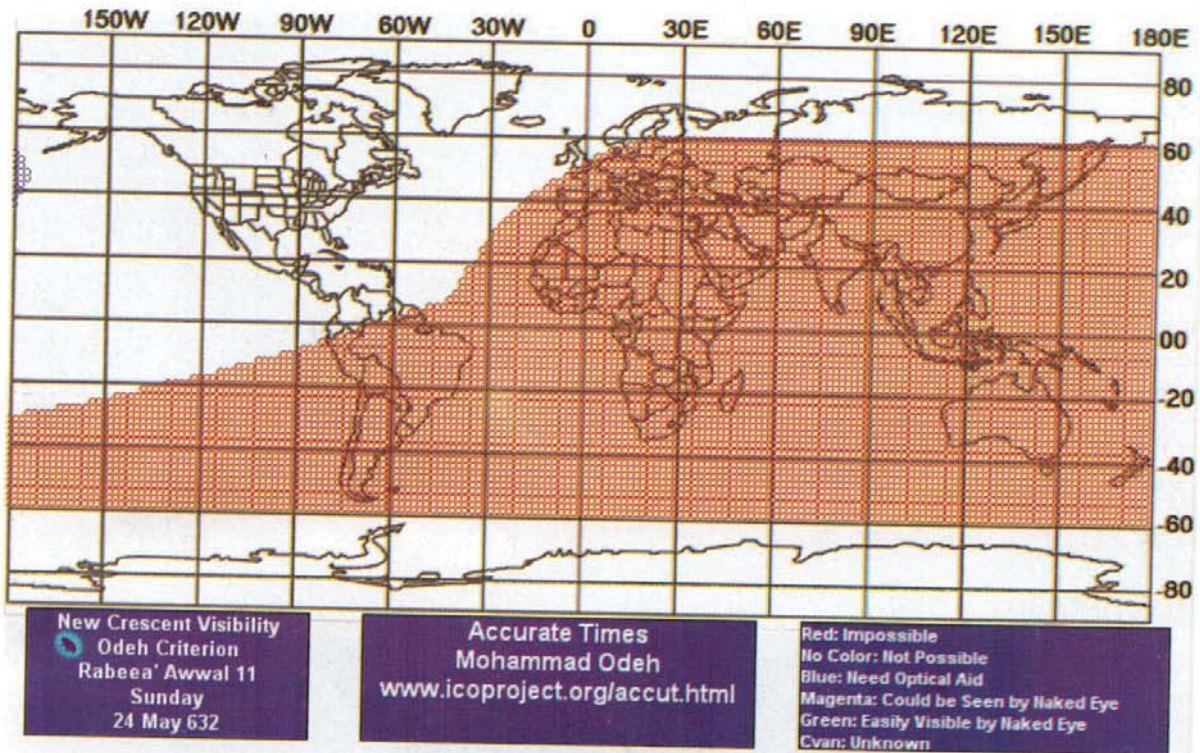 150W 120W 90W 60W 30W 0 30E 60E 90E 120E 150E 180E
80
60
40
20
00
-20
-40
-60
-80
New Crescent Visibility
Odeh Criterion
Rabeea' Awwal 11
Sunday
24 May 632
Accurate Times
Mohammad Odeh
www.icoproject.org/accut.html
Red: Impossible
No Color: Not Possible
Blue: Need Optical Aid
Magenta: Could be Seen by Naked Eye
Green: Easily Visible by Naked Eye
Cyan: Unknown